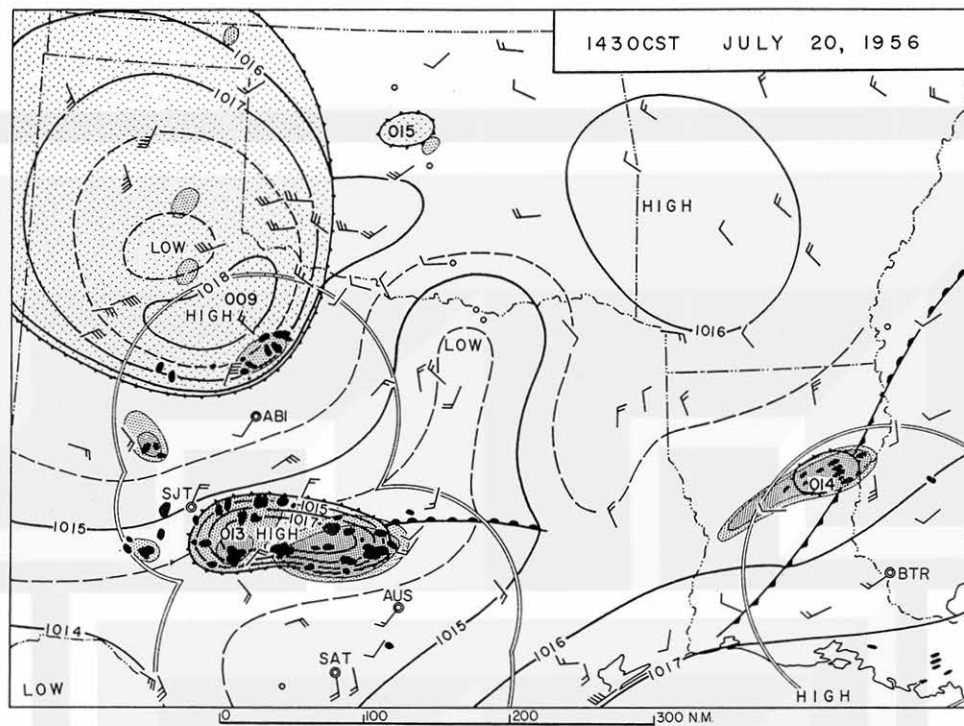 1430CST JULY 20, 1956
1016
1017
015
HIGH
LOW
1018
009
HIGH
1016
LOW
ABI
014
SJT
1015
1015
1017
013 HIGH
BTR
AUS
1014
1015
1016
SAT
1017
LOW
HIGH
0 100 200 300 N.M.